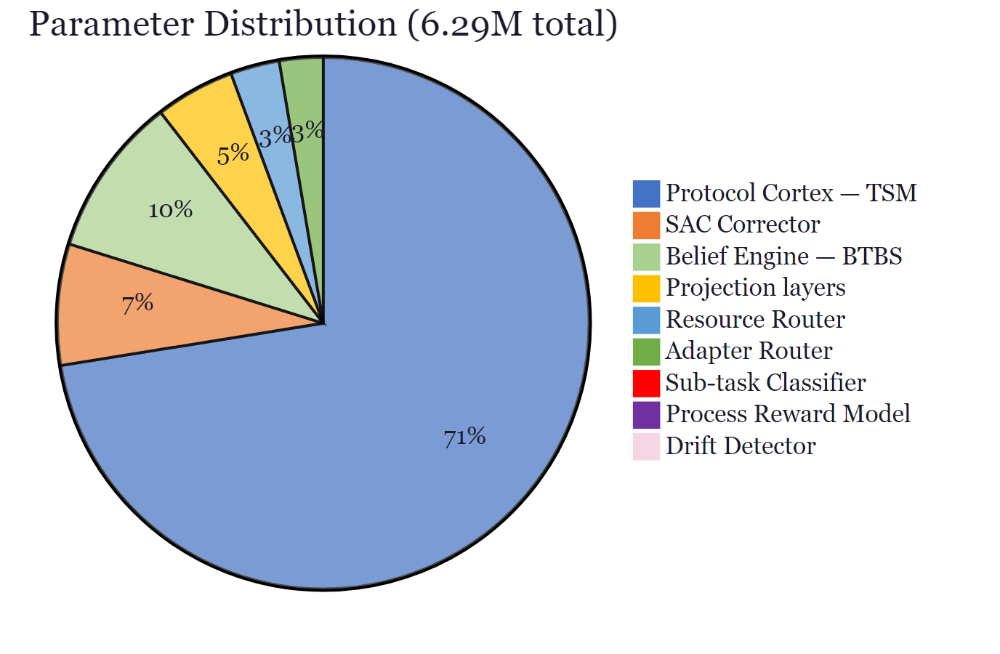 Parameter Distribution (6.29M total)
3%
3%
5%
10%
7%
71%
Protocol Cortex — TSM
SAC Corrector
Belief Engine — BTBS
Projection layers
Resource Router
Adapter Router
Sub-task Classifier
Process Reward Model
Drift Detector